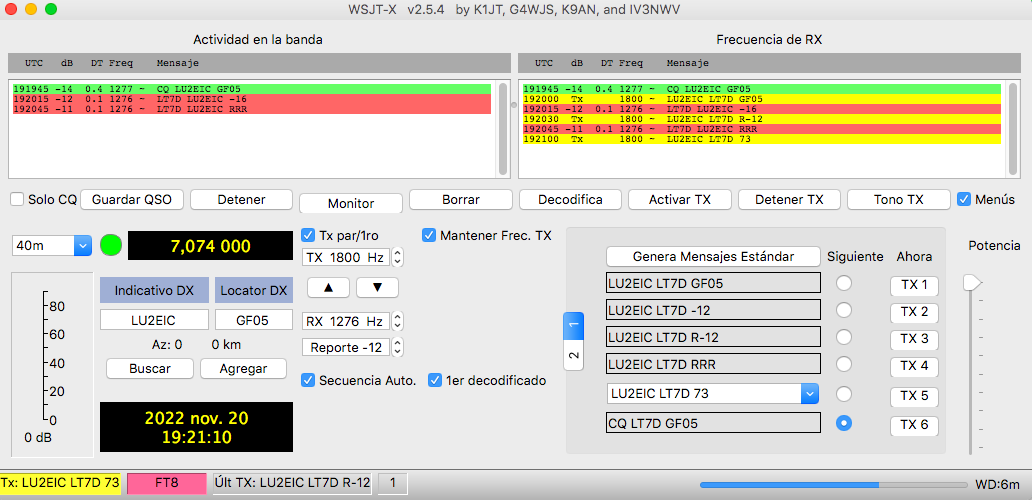 WSJT-X v2.5.4 by K1JT, G4WJS, K9AN, and IV3NWV
Actividad en la banda
UTC dB DT Freq Mensaje
191945 -14 0.4 1277 ~ CQ LU2EIC GF05
192015 -12 0.1 1276 ~ LT7D LU2EIC -16
192045 -11 0.1 1276 ~ LT7D LU2EIC RRR
Frecuencia de RX
UTC dB DT Freq Mensaje
191945 -14 0.4 1277 ~ CQ LU2EIC GF05
192000 Tx 1800 ~ LU2EIC LT7D GF05
192015 -12 0.1 1276 ~ LT7D LU2EIC -16
192030 Tx 1800 ~ LU2EIC LT7D R-12
192045 -11 0.1 1276 ~ LT7D LU2EIC RRR
192100 Tx 1800 ~ LU2EIC LT7D 73
Solo CQ Guardar QSO Detener Monitor Borrar Decodifica Activar TX Detener TX Tono TX Menús
40m 7,074 000
Tx par/1ro Mantener Frec. TX
TX 1800 Hz
Indicativo DX Locator DX
LU2EIC GF05
Az: 0 0 km
Buscar Agregar
RX 1276 Hz
Reporte -12
Secuencia Auto. 1er decodificado
80
60
40
20
0
0 dB
2022 nov. 20
19:21:10
1
2
Genera Mensajes Estándar Siguiente Ahora
LU2EIC LT7D GF05 TX 1
LU2EIC LT7D -12 TX 2
LU2EIC LT7D R-12 TX 3
LU2EIC LT7D RRR TX 4
LU2EIC LT7D 73 TX 5
CQ LT7D GF05 TX 6
Potencia
Tx: LU2EIC LT7D 73 FT8 Últ TX: LU2EIC LT7D R-12 1 WD:6m